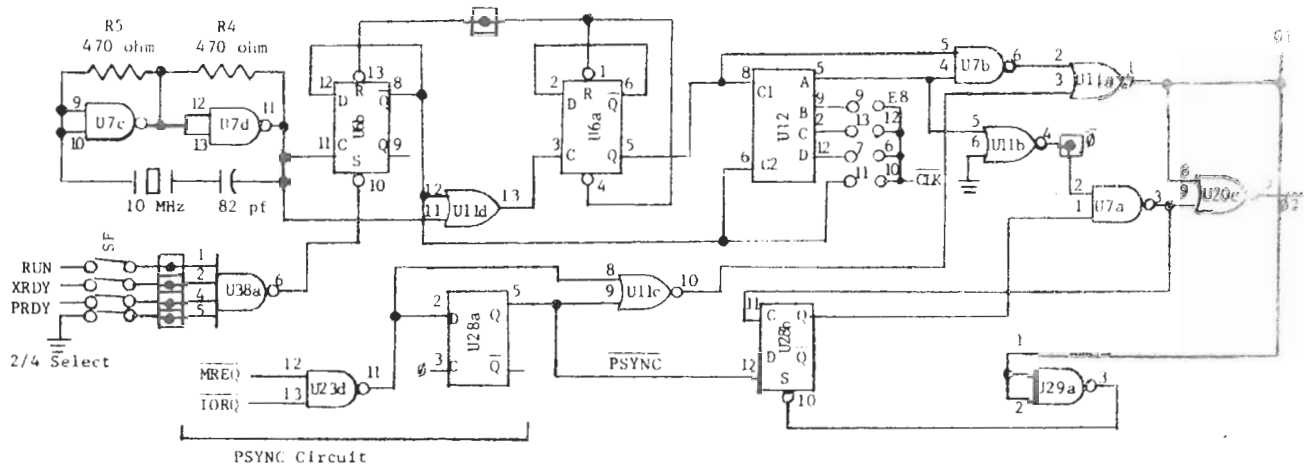 R5 R4
470 ohm 470 ohm
9 U7c 10
12 U7d 11 13
10 MHz 82 pf
13 12 8 R D Q̅ U6b 11 C Q 9 S 10
1 2 6 R D Q̅ U6a 3 C Q 5 4
12 11 U11d 13
8 C1 U12 6 C2 A 5 B 9 C 2 D 12
9 E8
13 12
7 6
11 10 C̅L̅K̅
5 4 U7b 6
2 3 U11a 1
5 6 U11b 4 Ø̅
2 1 U7a 3
8 9 U20c
Ø1
Ø2
SF
RUN 1
XRDY 2
PRDY 4
5
U38a 6
2/4 Select
8 9 U11c 10
2 D Q 5 U28a 3 C Q̅
Ø
M̅R̅E̅Q̅ 12
I̅O̅R̅Q̅ 13
U23d 11
P̅S̅Y̅N̅C̅
11 C Q U28b 12 D Q̅ S 10
1 2 U29a 3
PSYNC Circuit